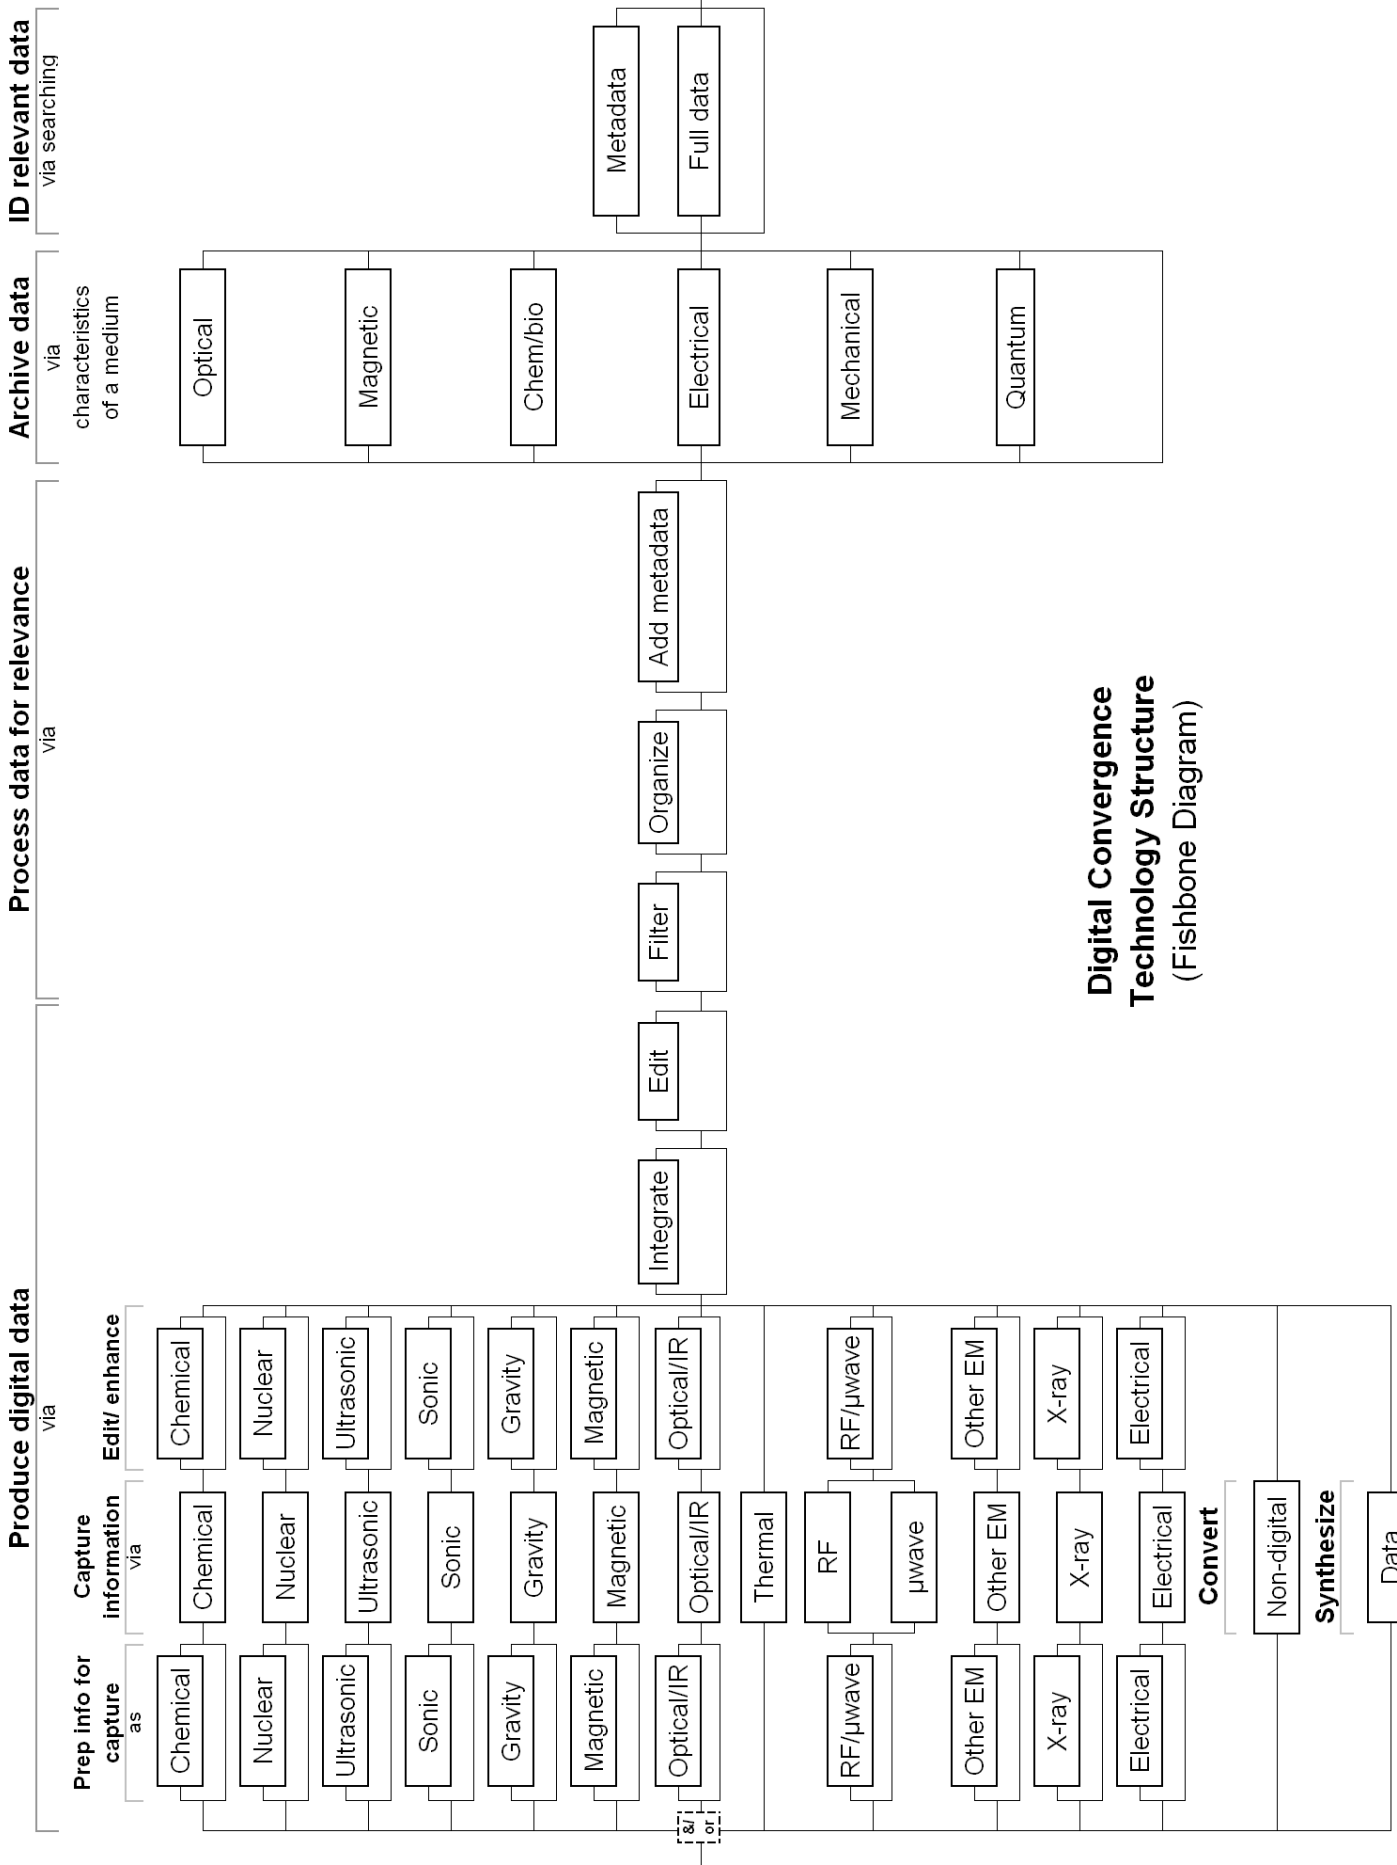 Produce digital data
via
Prep info for
capture
as
Chemical
Nuclear
Ultrasonic
Sonic
Gravity
Magnetic
Optical/IR
RF/µwave
Other EM
X-ray
Electrical
&/
or
Capture
information
via
Chemical
Nuclear
Ultrasonic
Sonic
Gravity
Magnetic
Optical/IR
Thermal
RF
µwave
Other EM
X-ray
Electrical
Convert
Non-digital
Synthesize
Data
Edit/ enhance
Chemical
Nuclear
Ultrasonic
Sonic
Gravity
Magnetic
Optical/IR
RF/µwave
Other EM
X-ray
Electrical
Integrate
Edit
Process data for relevance
via
Filter
Organize
Add metadata
Archive data
via
characteristics
of a medium
Optical
Magnetic
Chem/bio
Electrical
Mechanical
Quantum
ID relevant data
via searching
Metadata
Full data
Digital Convergence
Technology Structure
(Fishbone Diagram)